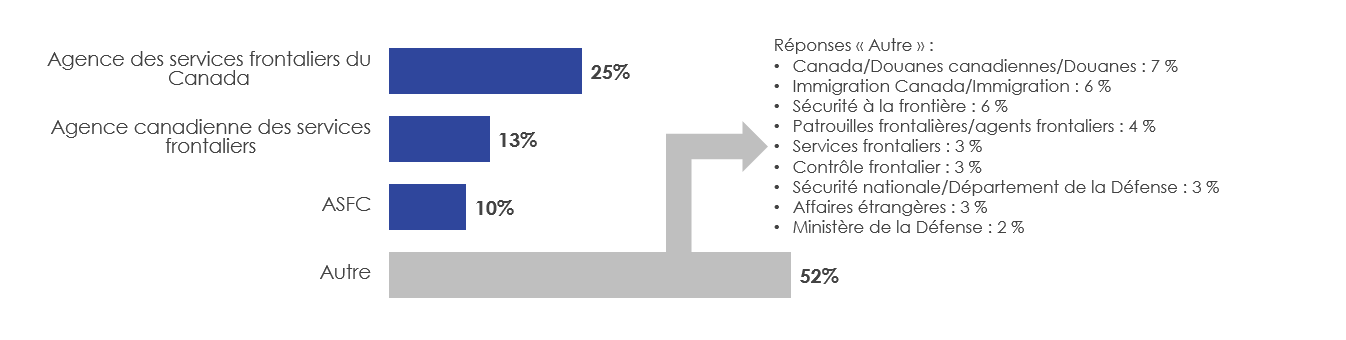 Agence des services frontaliers du
Canada
25%
Agence canadienne des services
frontaliers
13%
ASFC
10%
Autre
52%
Réponses « Autre » :
• Canada/Douanes canadiennes/Douanes : 7 %
• Immigration Canada/Immigration : 6 %
• Sécurité à la frontière : 6 %
• Patrouilles frontalières/agents frontaliers : 4 %
• Services frontaliers : 3 %
• Contrôle frontalier : 3 %
• Sécurité nationale/Département de la Défense : 3 %
• Affaires étrangères : 3 %
• Ministère de la Défense : 2 %